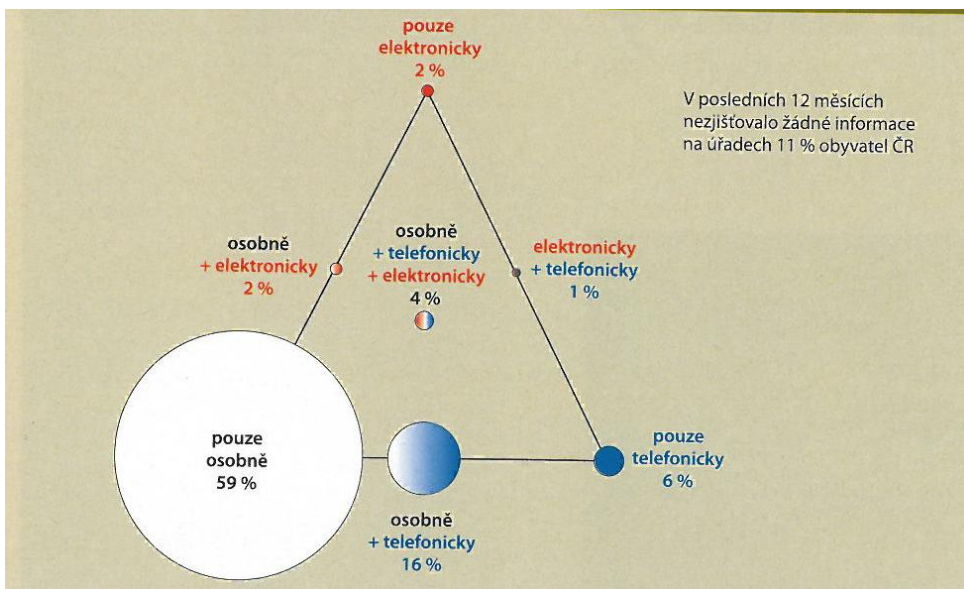 pouze
elektronicky
2 %
V posledních 12 měsících
nezjišťovalo žádné informace
na úřadech 11 % obyvatel ČR
osobně
+ elektronicky
2 %
osobně
+ telefonicky
+ elektronicky
4 %
elektronicky
+ telefonicky
1 %
pouze
osobně
59 %
osobně
+ telefonicky
16 %
pouze
telefonicky
6 %